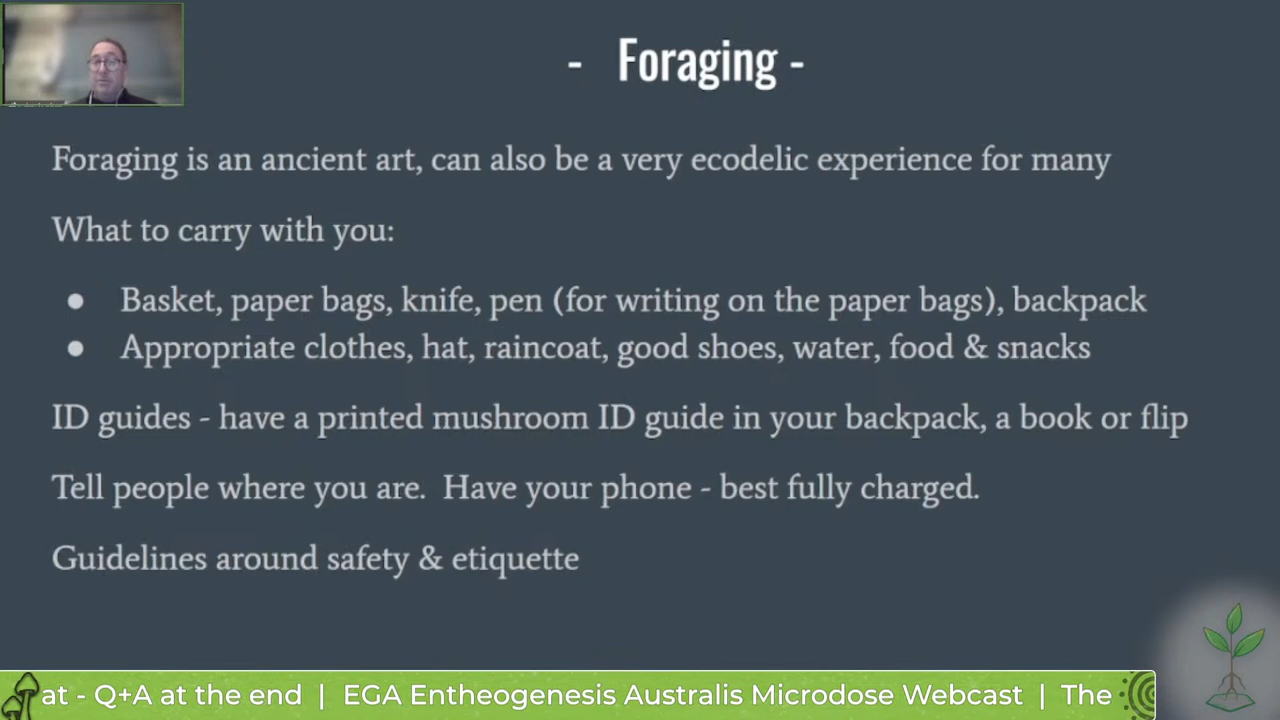 - Foraging -
Foraging is an ancient art, can also be a very ecodelic experience for many
What to carry with you:
● Basket, paper bags, knife, pen (for writing on the paper bags), backpack
● Appropriate clothes, hat, raincoat, good shoes, water, food & snacks
ID guides - have a printed mushroom ID guide in your backpack, a book or flip
Tell people where you are. Have your phone - best fully charged.
Guidelines around safety & etiquette
at - Q+A at the end | EGA Entheogenesis Australis Microdose Webcast | The